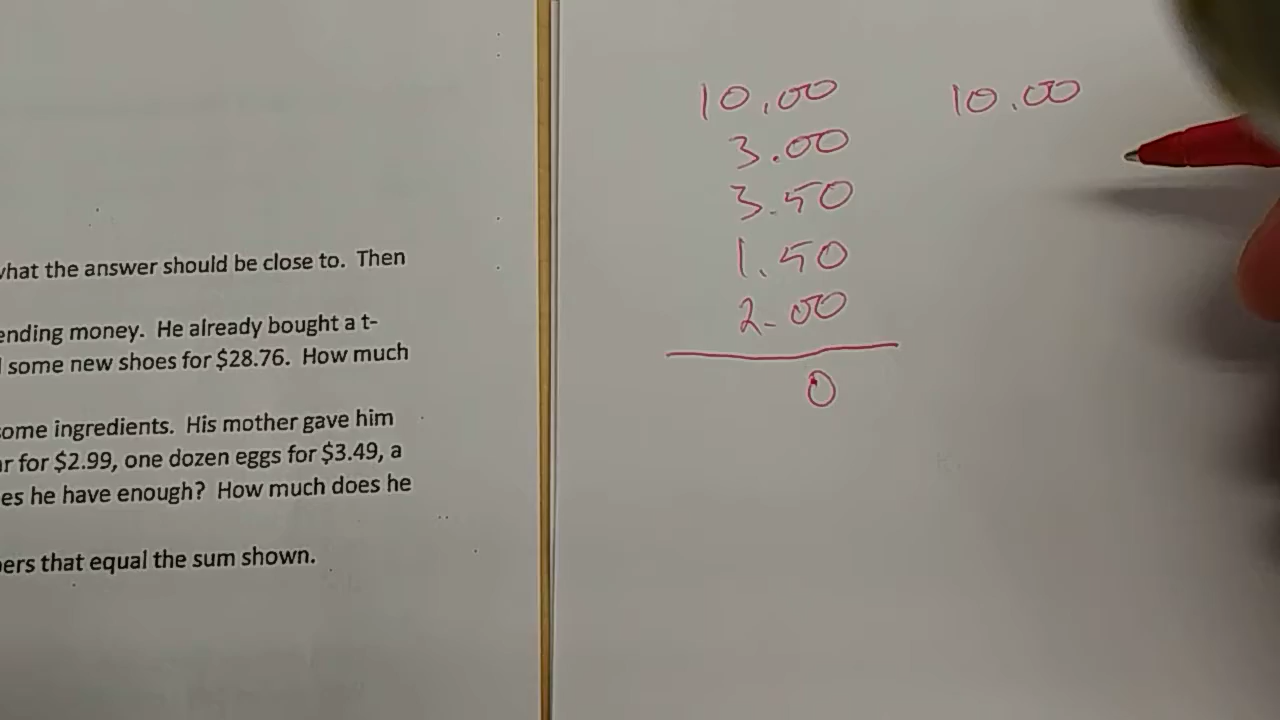 what the answer should be close to. Then
ending money. He already bought a t-
some new shoes for $28.76. How much
some ingredients. His mother gave him
ar for $2.99, one dozen eggs for $3.49, a
es he have enough? How much does he
bers that equal the sum shown.
10.00 10.00
3.00
3.50
1.50
2.00
0